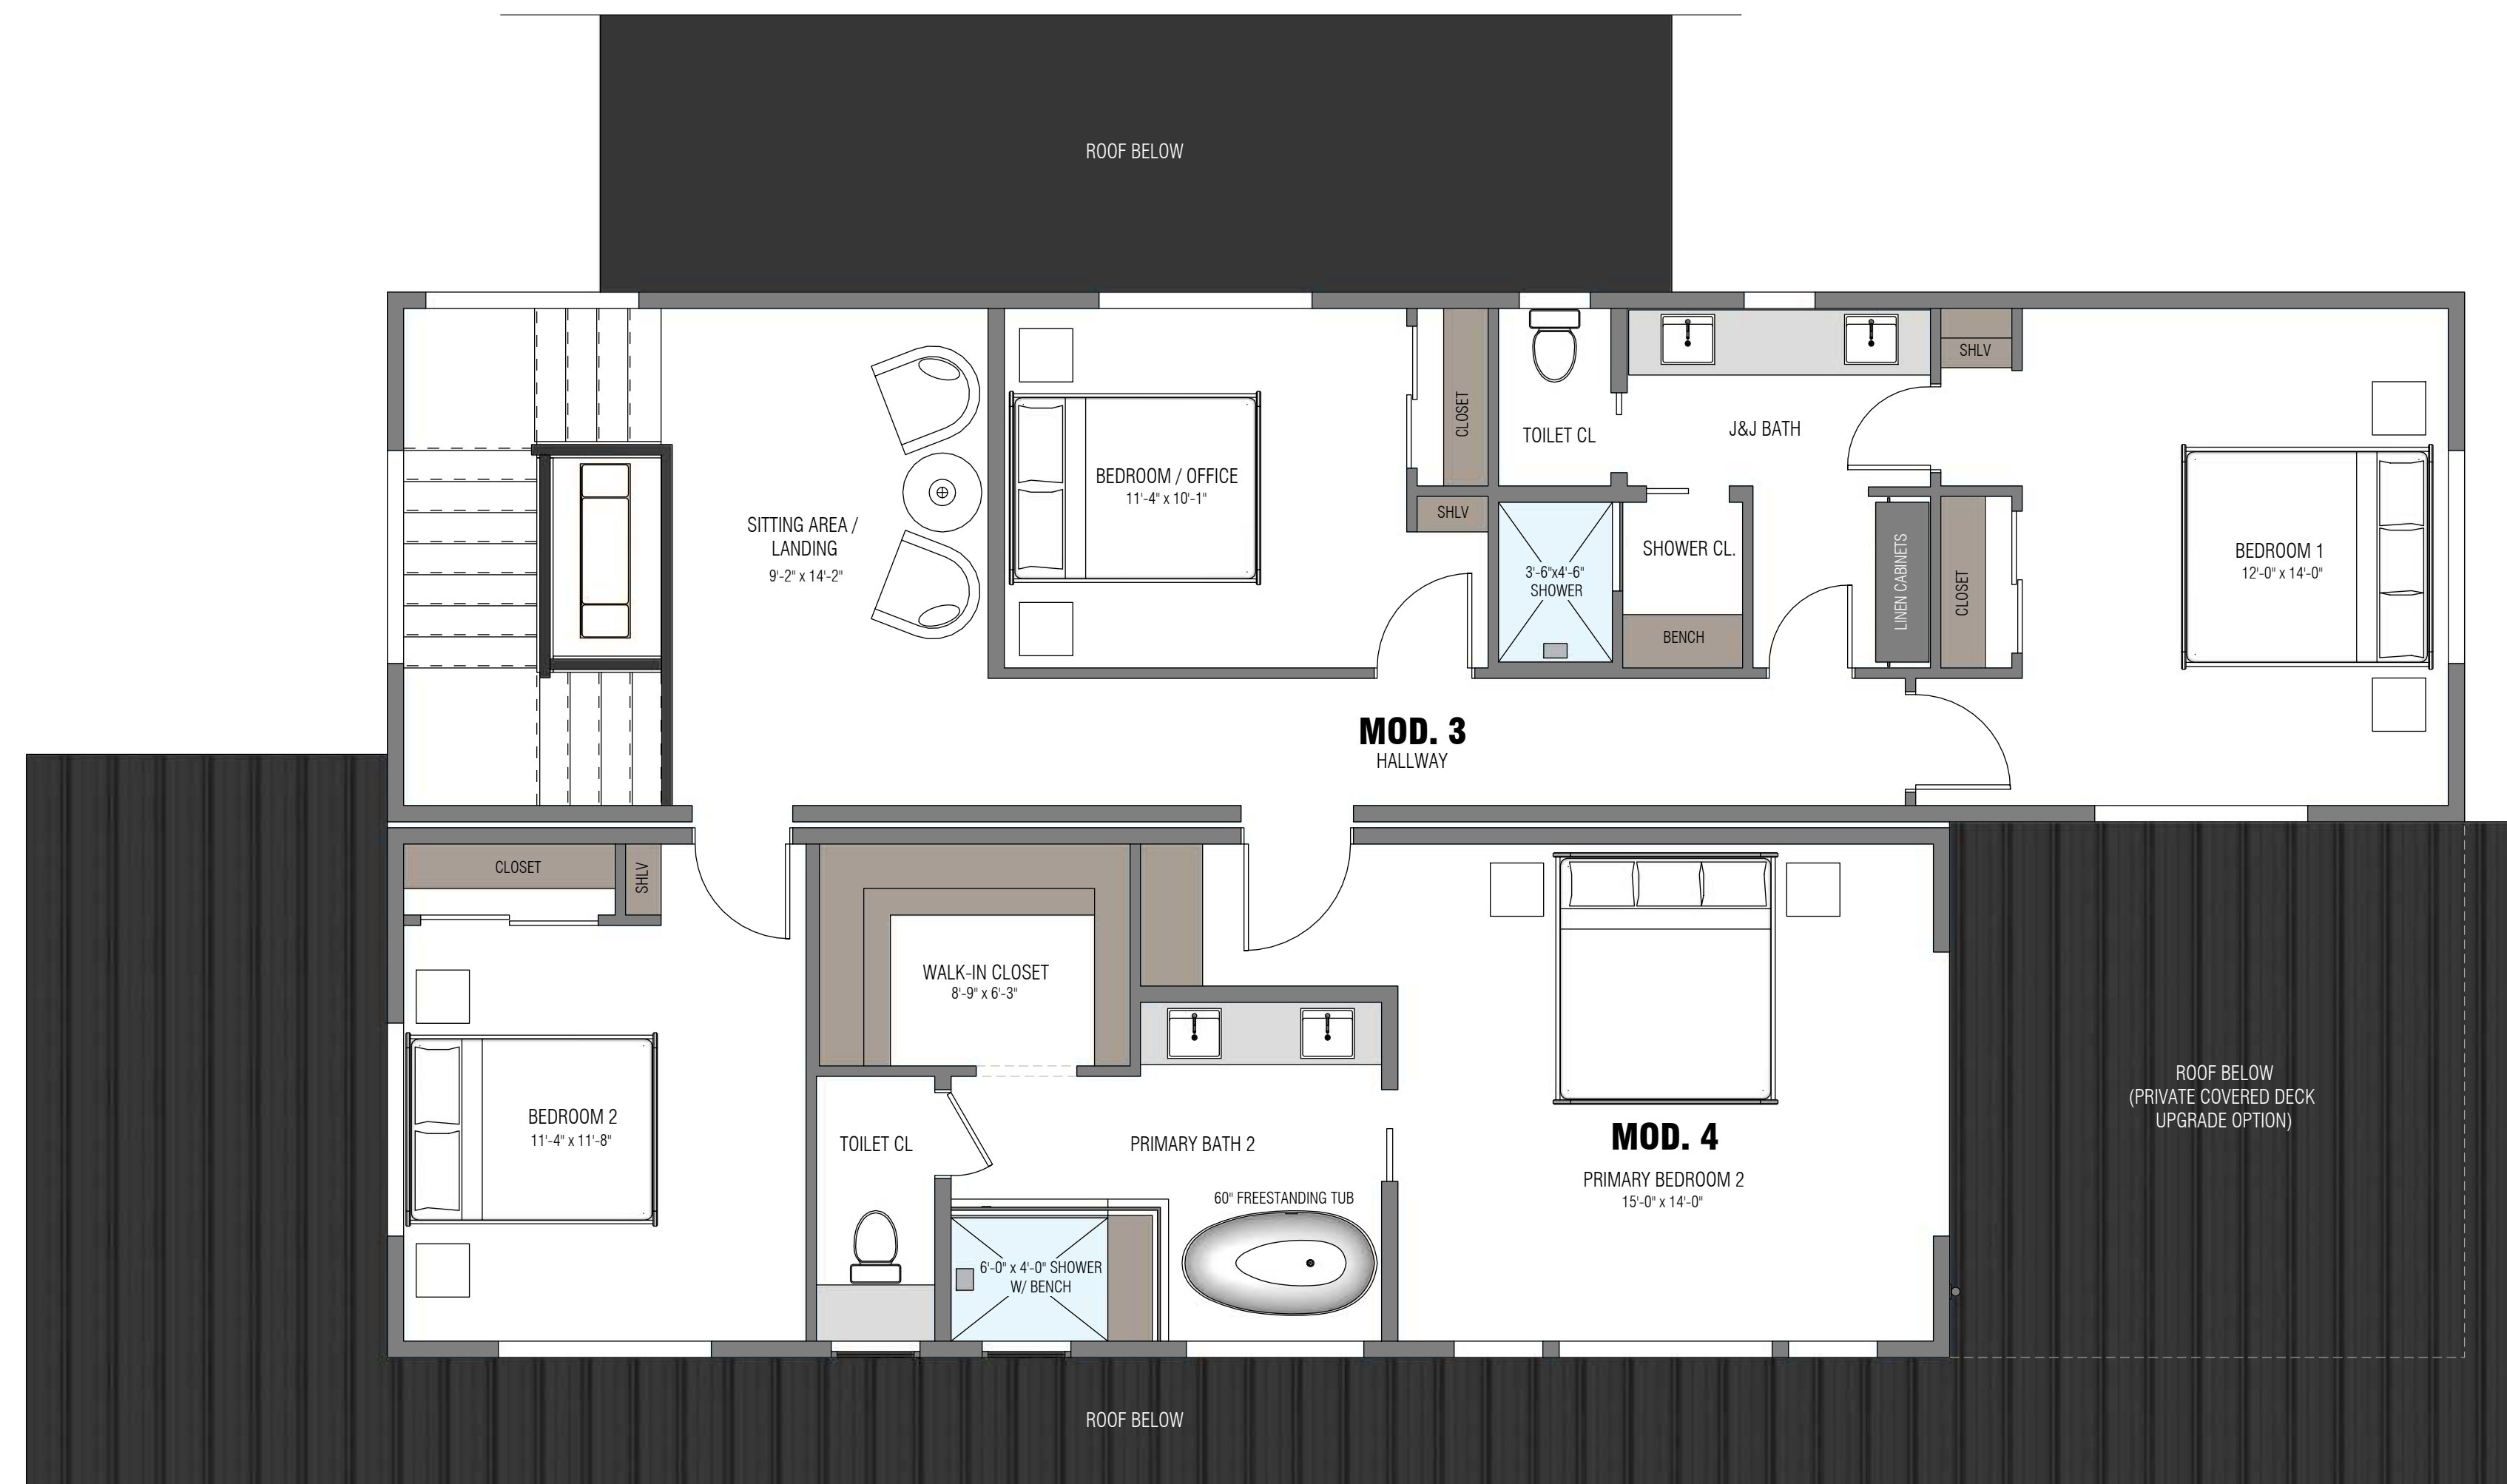 ROOF BELOW
SHLV
CLOSET
TOILET CL
J&J BATH
BEDROOM / OFFICE
11'-4" x 10'-1"
SHLV
SITTING AREA /
LANDING
9'-2" x 14'-2"
SHOWER CL.
LINEN CABINETS
CLOSET
BEDROOM 1
12'-0" x 14'-0"
3'-6"x4'-6"
SHOWER
BENCH
MOD. 3
HALLWAY
CLOSET
SHLV
WALK-IN CLOSET
8'-9" x 6'-3"
BEDROOM 2
11'-4" x 11'-8"
TOILET CL
PRIMARY BATH 2
MOD. 4
PRIMARY BEDROOM 2
15'-0" x 14'-0"
60" FREESTANDING TUB
6'-0" x 4'-0" SHOWER
W/ BENCH
ROOF BELOW
(PRIVATE COVERED DECK
UPGRADE OPTION)
ROOF BELOW